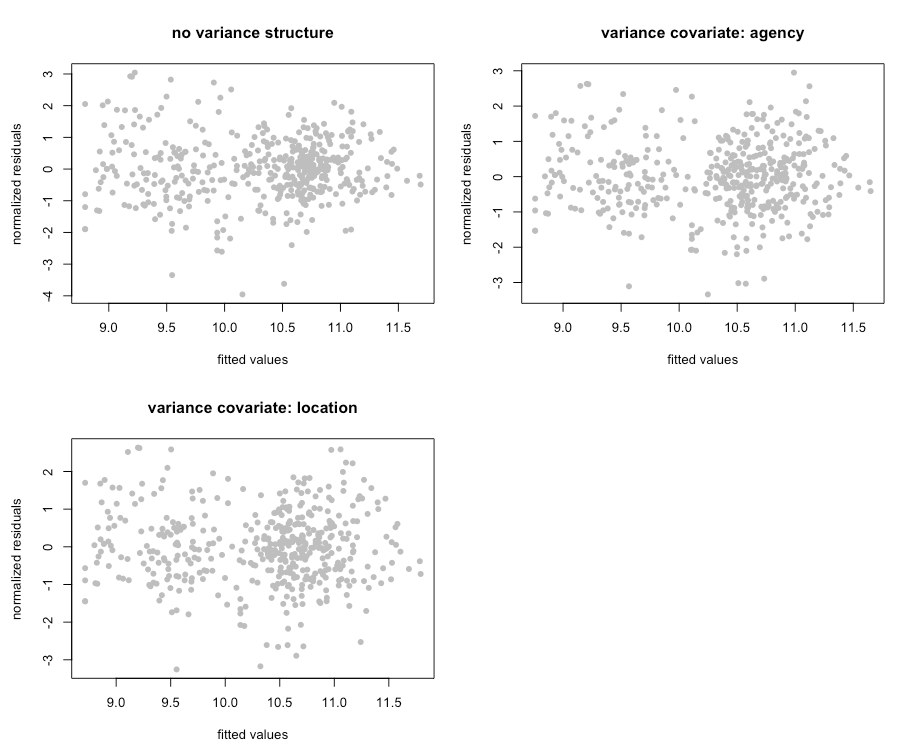 no variance structure
normalized residuals
3
2
1
0
-1
-2
-3
-4
9.0 9.5 10.0 10.5 11.0 11.5
fitted values
variance covariate: agency
normalized residuals
3
2
1
0
-1
-2
-3
9.0 9.5 10.0 10.5 11.0 11.5
fitted values
variance covariate: location
normalized residuals
2
1
0
-1
-2
-3
9.0 9.5 10.0 10.5 11.0 11.5
fitted values